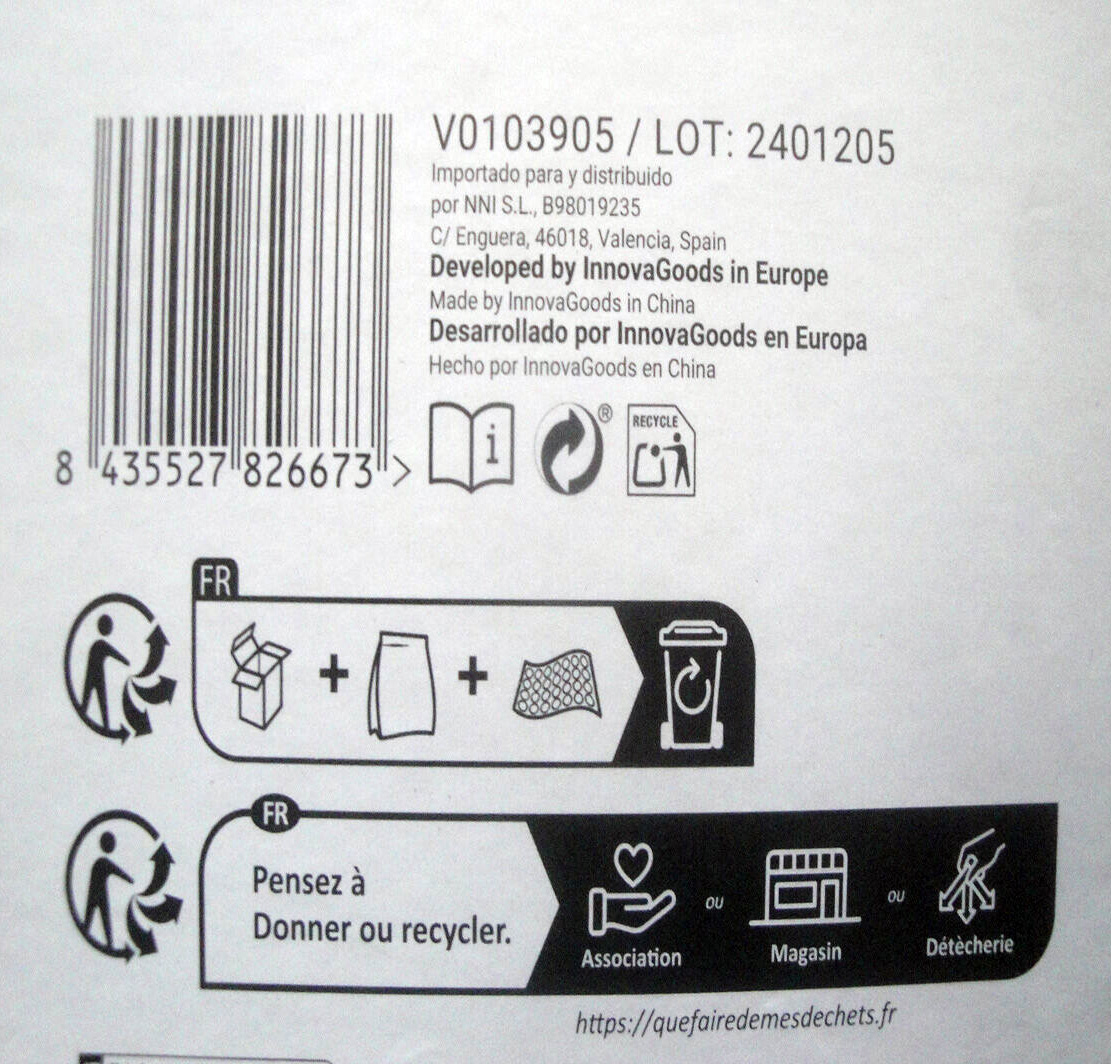 V0103905 / LOT: 2401205
Importado para y distribuido
por NNI S.L., B98019235
C/ Enguera, 46018, Valencia, Spain
Developed by InnovaGoods in Europe
Made by InnovaGoods in China
Desarrollado por InnovaGoods en Europa
Hecho por InnovaGoods en China
8 435527 826673 >
i
®
RECYCLE
FR
+ +
FR
Pensez à
Donner ou recycler.
Association
ou
Magasin
ou
Détècherie
https://quefairedemesdechets.fr